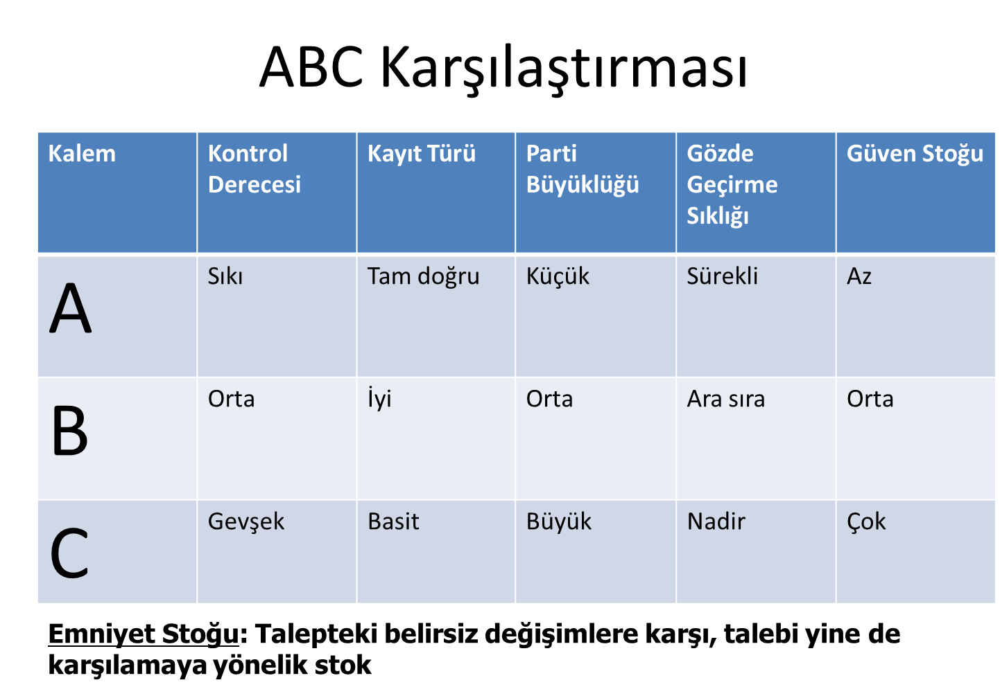 ABC Karşılaştırması
Kalem
Kontrol
Derecesi
Kayıt Türü
Parti
Büyüklüğü
Gözde
Geçirme
Sıklığı
Güven Stoğu
A
Sıkı
Tam doğru
Küçük
Sürekli
Az
B
Orta
İyi
Orta
Ara sıra
Orta
C
Gevşek
Basit
Büyük
Nadir
Çok
Emniyet Stoğu: Talepteki belirsiz değişimlere karşı, talebi yine de
karşılamaya yönelik stok